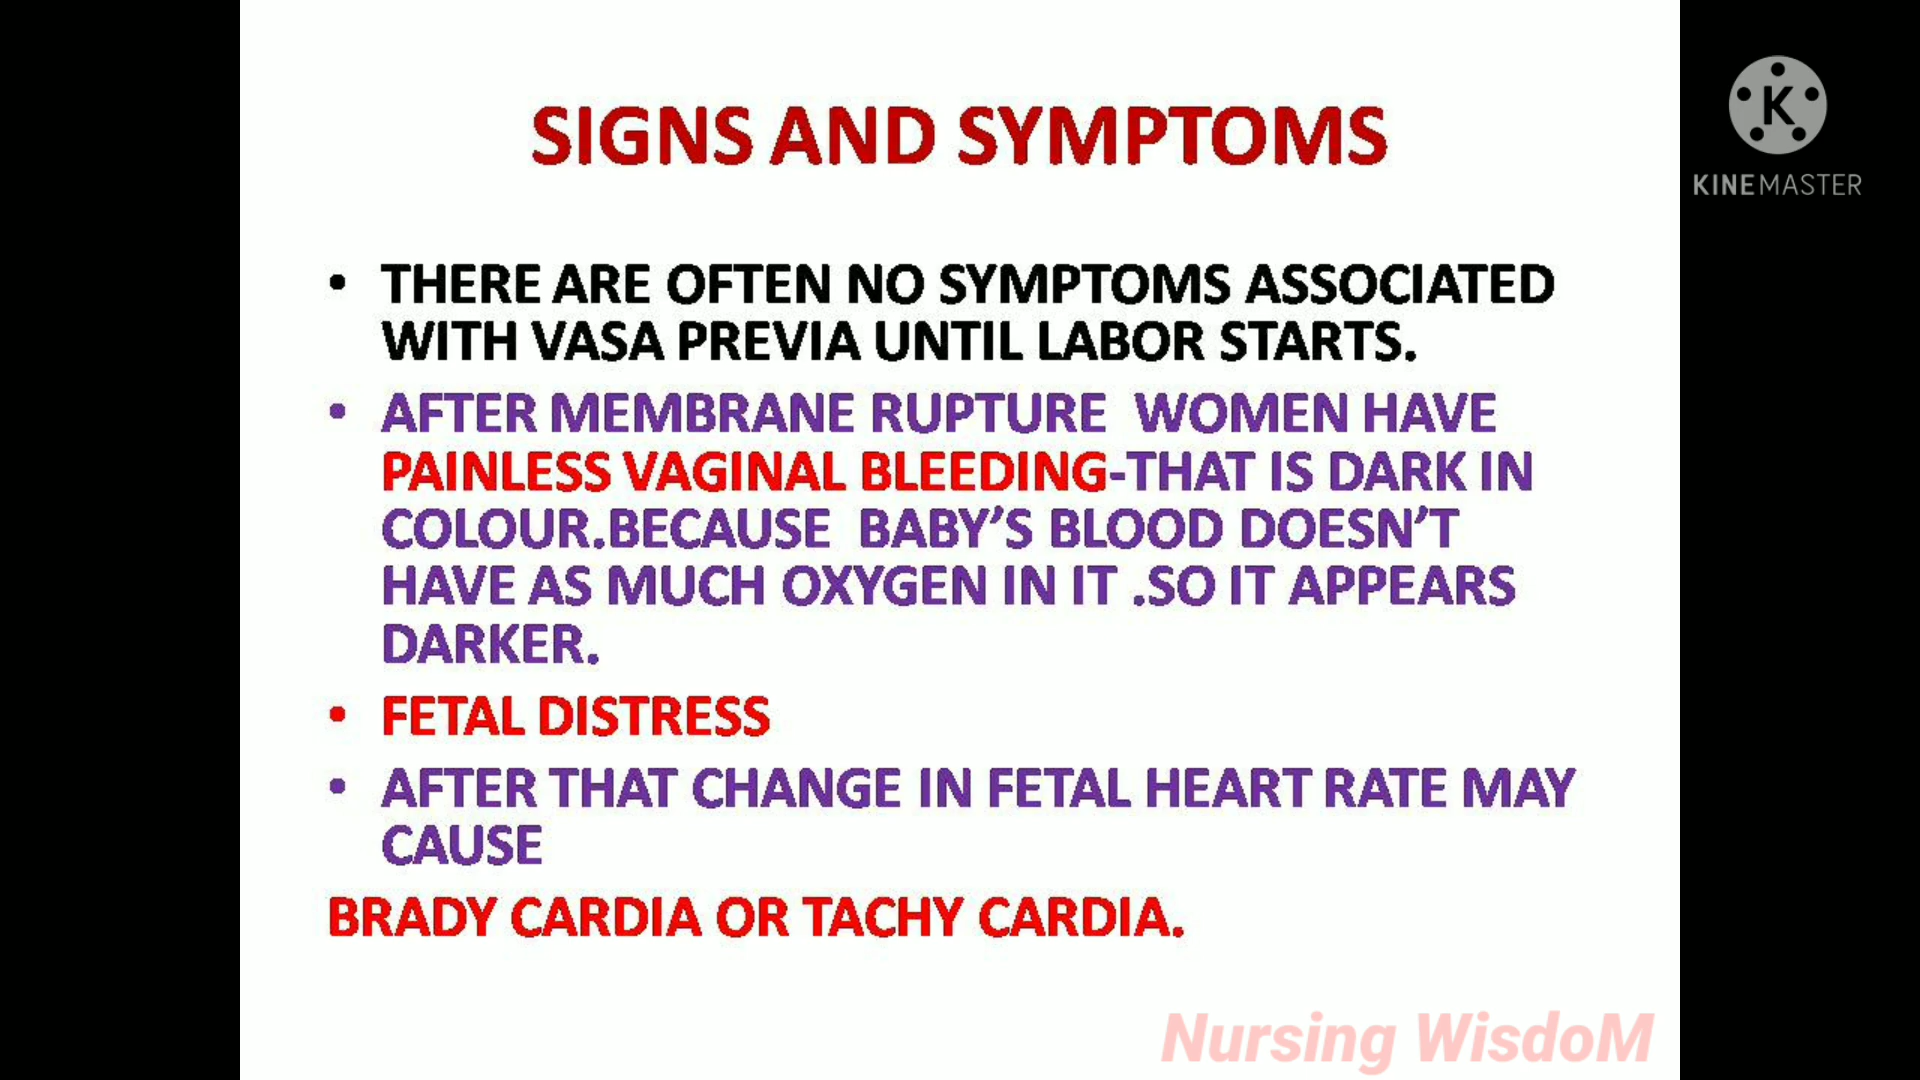 SIGNS AND SYMPTOMS
K
KINEMASTER
• THERE ARE OFTEN NO SYMPTOMS ASSOCIATED
WITH VASA PREVIA UNTIL LABOR STARTS.
• AFTER MEMBRANE RUPTURE WOMEN HAVE
PAINLESS VAGINAL BLEEDING-THAT IS DARK IN
COLOUR.BECAUSE BABY’S BLOOD DOESN’T
HAVE AS MUCH OXYGEN IN IT .SO IT APPEARS
DARKER.
• FETAL DISTRESS
• AFTER THAT CHANGE IN FETAL HEART RATE MAY
CAUSE
BRADY CARDIA OR TACHY CARDIA.
Nursing WisdoM